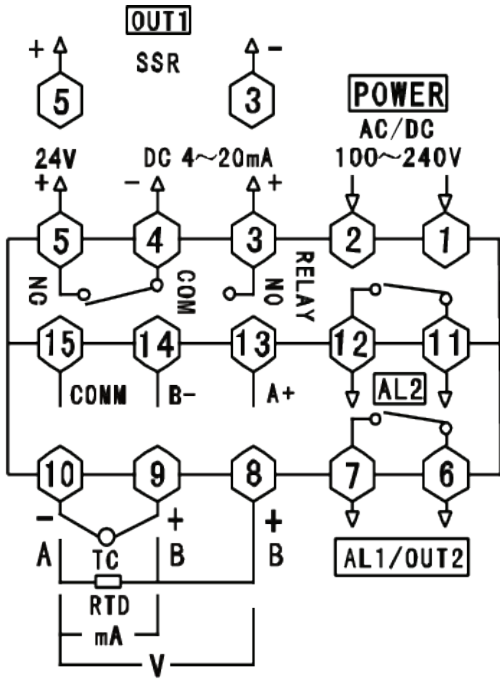 OUT1
+ -
SSR
5 3
POWER
AC/DC
24V DC 4～20mA 100～240V
+ - +
5 4 3 2 1
NC COM NO RELAY
15 14 13 12 11
COMM B- A+ AL2
10 9 8 7 6
- + +
A TC B B AL1/OUT2
RTD
mA
V